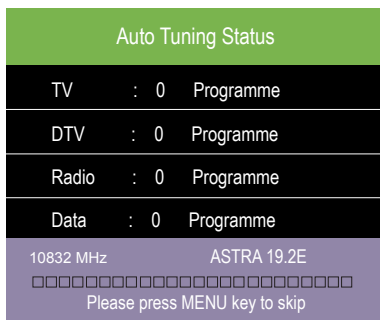 Auto Tuning Status
TV : 0 Programme
DTV : 0 Programme
Radio : 0 Programme
Data : 0 Programme
10832 MHz ASTRA 19.2E
Please press MENU key to skip